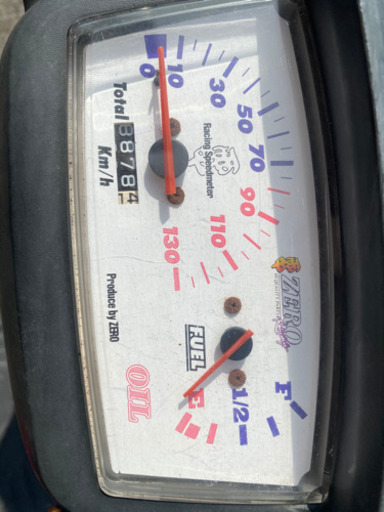 0 10 30 50 70 90 110 130
Total 88784
Km/h
Racing Speedmeter
Produce by ZERO
ZERO
FUEL
E 1/2 F
OIL